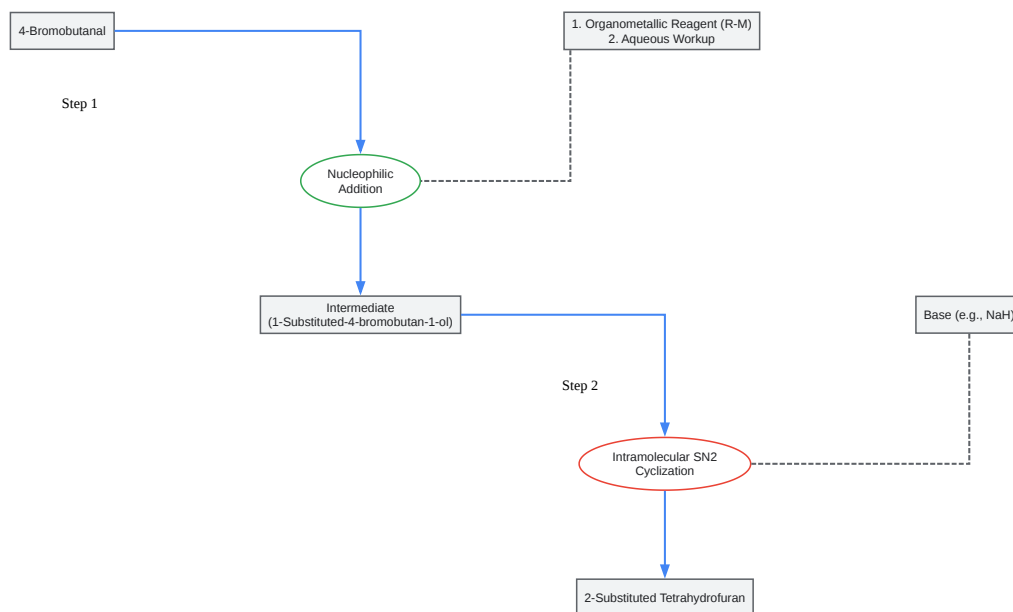 4-Bromobutanal
1. Organometallic Reagent (R-M)
2. Aqueous Workup
Step 1
Nucleophilic
Addition
Intermediate
(1-Substituted-4-bromobutan-1-ol)
Base (e.g., NaH)
Step 2
Intramolecular SN2
Cyclization
2-Substituted Tetrahydrofuran